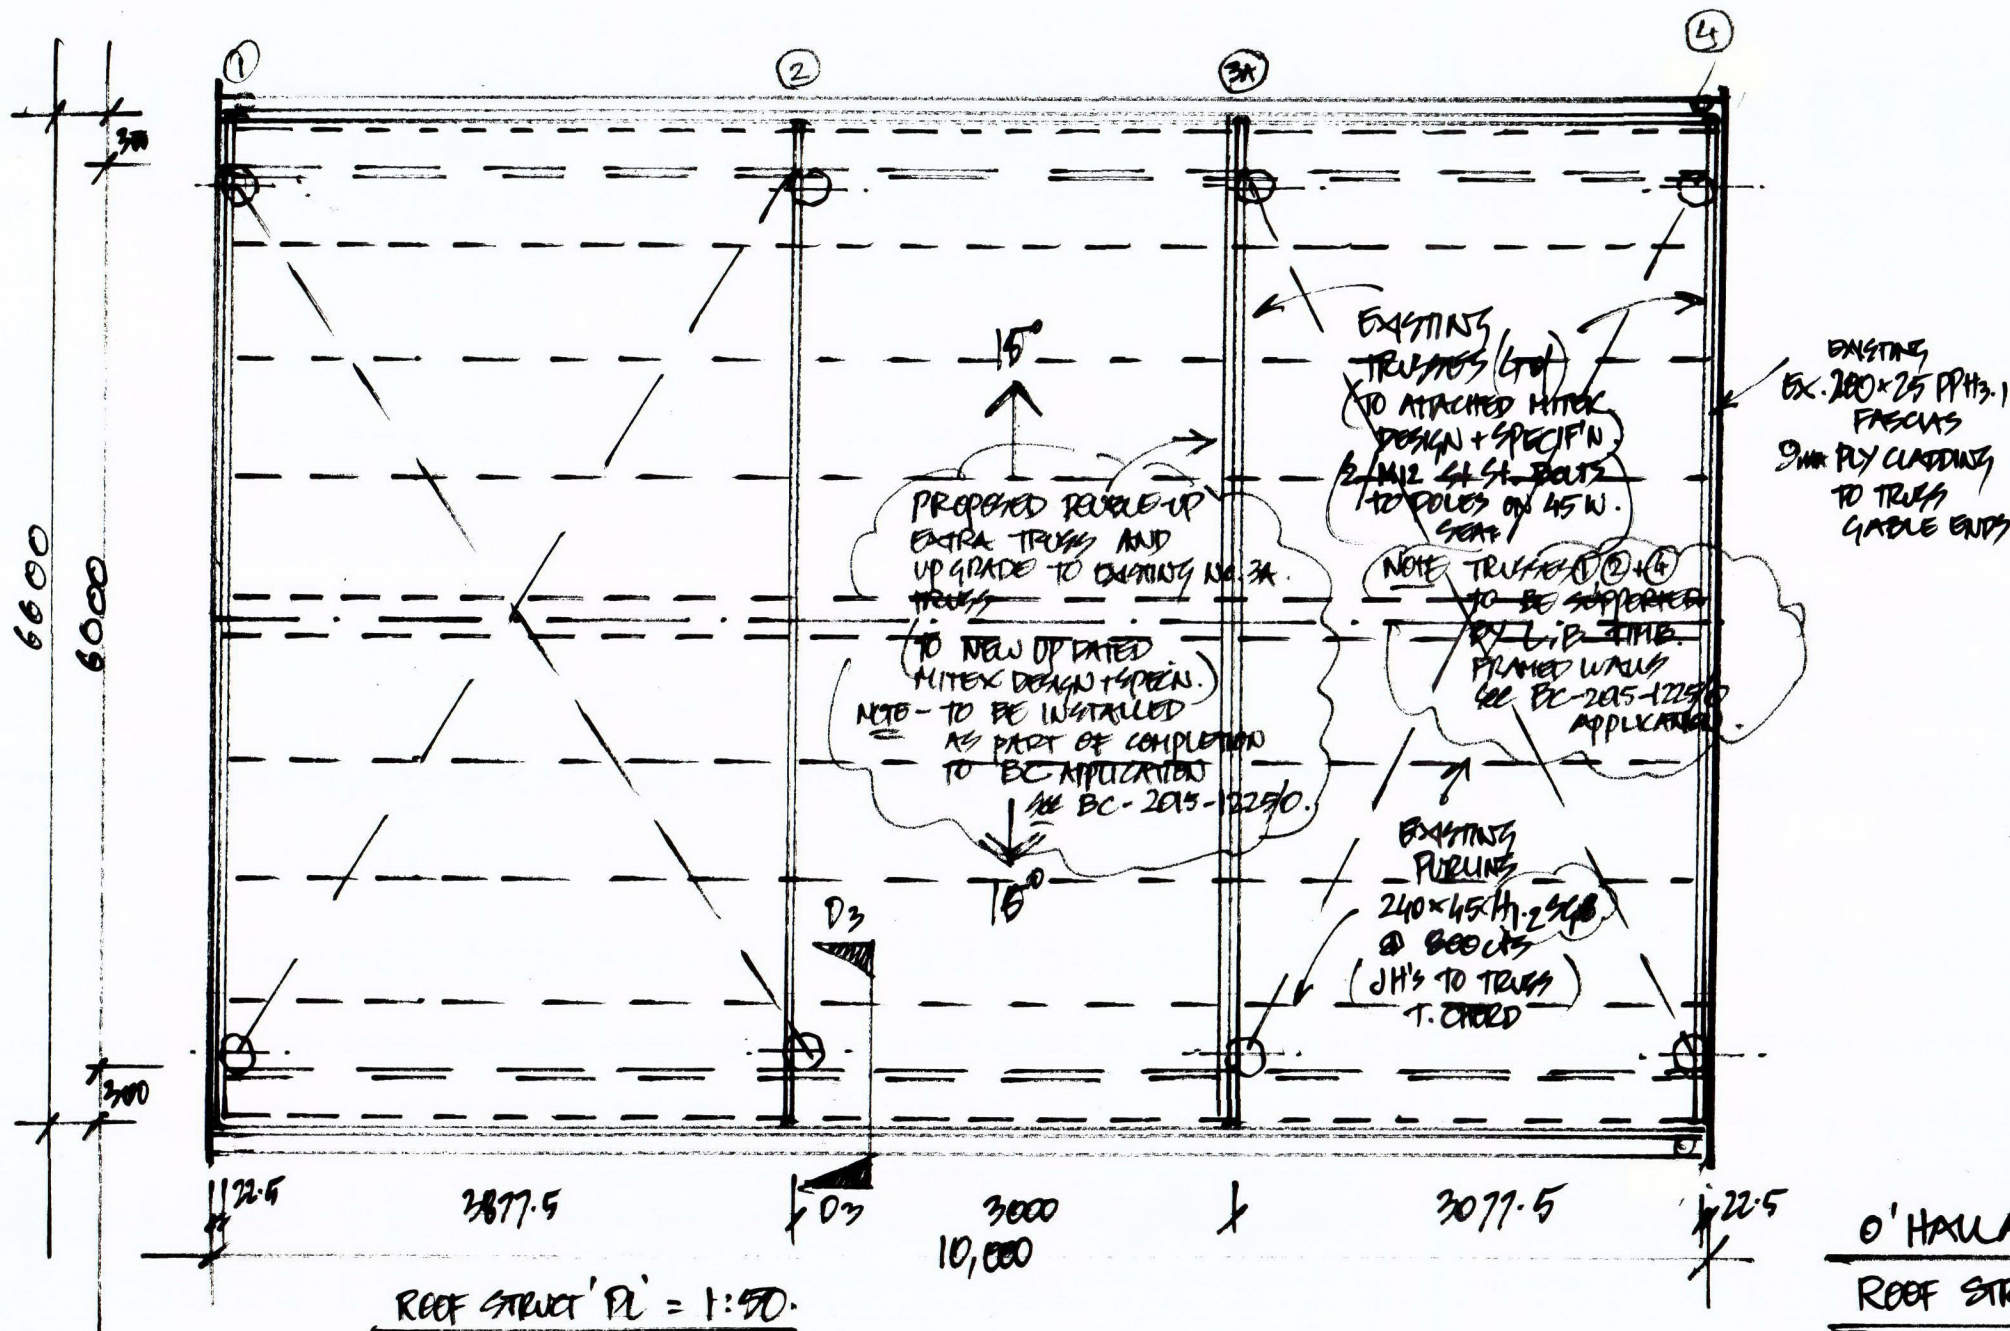 1
2
3A
4
300
6600
6000
300
15°
EXISTING
TRUSSES (GTD)
(TO ATTACHED MITEK
DESIGN + SPECIF'N.)
2-M12 St St. BOLTS
TO POLES ON 45 W.
SEAT
EXISTING
EX. 200×25 PPH3.1
FASCIAS
9mm PLY CLADDING
TO TRUSS
GABLE ENDS
PROPOSED DOUBLE-UP
EXTRA TRUSS AND
UPGRADE TO EXISTING No. 3A.
TRUSS
(TO NEW UPDATED
MITEK DESIGN + SPECN.)
NOTE - TO BE INSTALLED
AS PART OF COMPLETION
TO BC APPLICATION
see BC-2015-1225/0.
NOTE TRUSSES 1 2 + 4
TO BE SUPPORTED
BY L.B. TIMB.
FRAMED WALLS
see BC-2015-1225/0
APPLICATION.
15°
EXISTING
PURLINS
240×45 H1.2 SG8
@ 800 c/s
(JH'S TO TRUSS
T. CHORD
D3
D3
22.5
3877.5
3000
3077.5
22.5
10,000
ROOF STRUCT' PL' = 1:50.
O'HALLA
ROOF STR